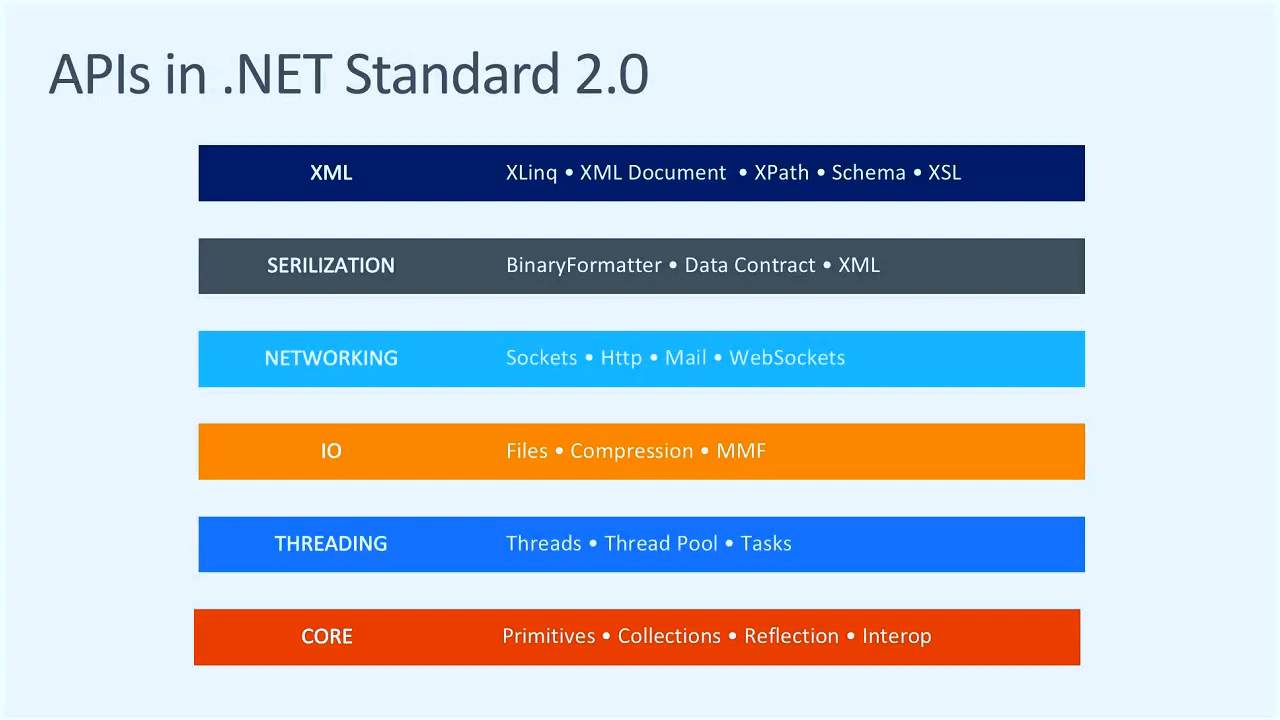 APIs in .NET Standard 2.0
XML XLinq • XML Document • XPath • Schema • XSL
SERILIZATION BinaryFormatter • Data Contract • XML
NETWORKING Sockets • Http • Mail • WebSockets
IO Files • Compression • MMF
THREADING Threads • Thread Pool • Tasks
CORE Primitives • Collections • Reflection • Interop